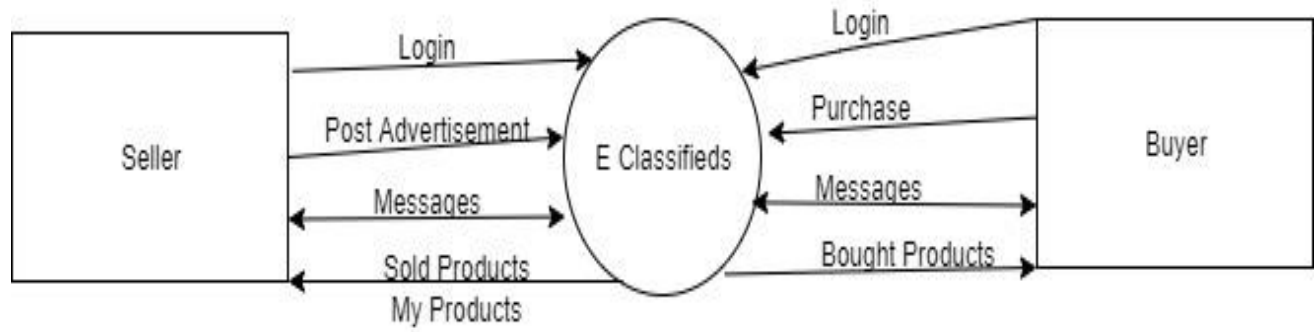 Login
Post Advertisement
Seller
Messages
Sold Products
My Products
E Classifieds
Login
Purchase
Buyer
Messages
Bought Products